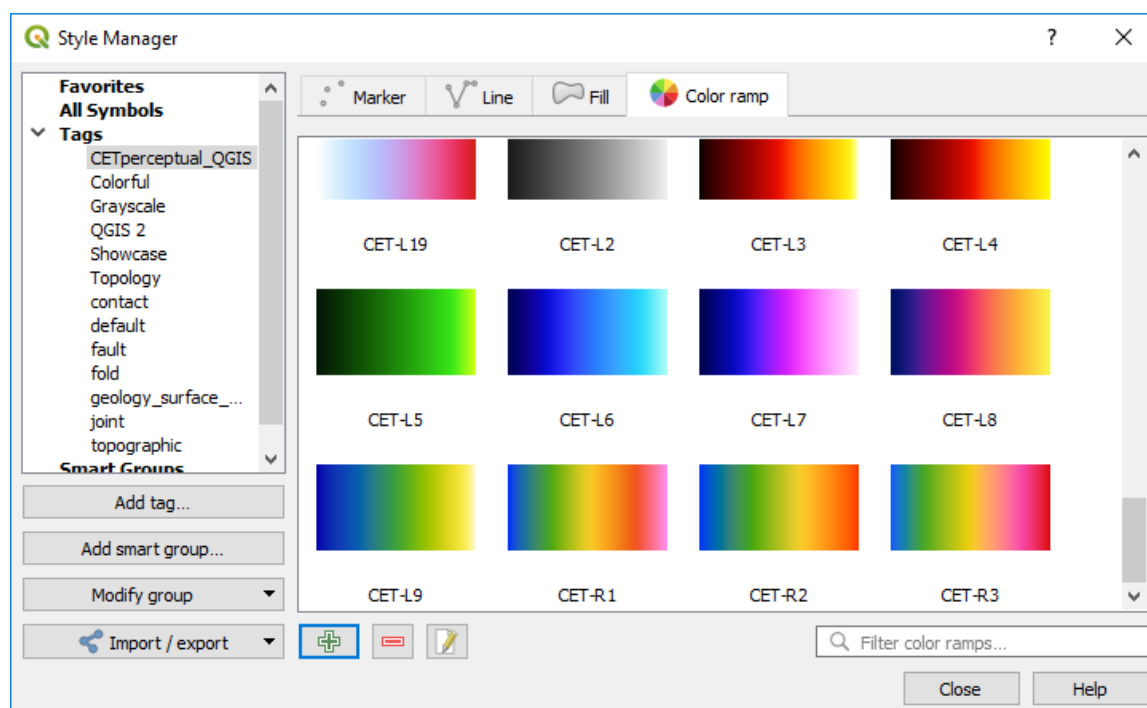 Style Manager
?
Favorites
All Symbols
Tags
CETperceptual_QGIS
Colorful
Grayscale
QGIS 2
Showcase
Topology
contact
default
fault
fold
geology_surface_...
joint
topographic
Smart Groups
Add tag...
Add smart group...
Modify group
Import / export
Marker Line Fill Color ramp
CET-L19 CET-L2 CET-L3 CET-L4
CET-L5 CET-L6 CET-L7 CET-L8
CET-L9 CET-R1 CET-R2 CET-R3
Filter color ramps...
Close Help